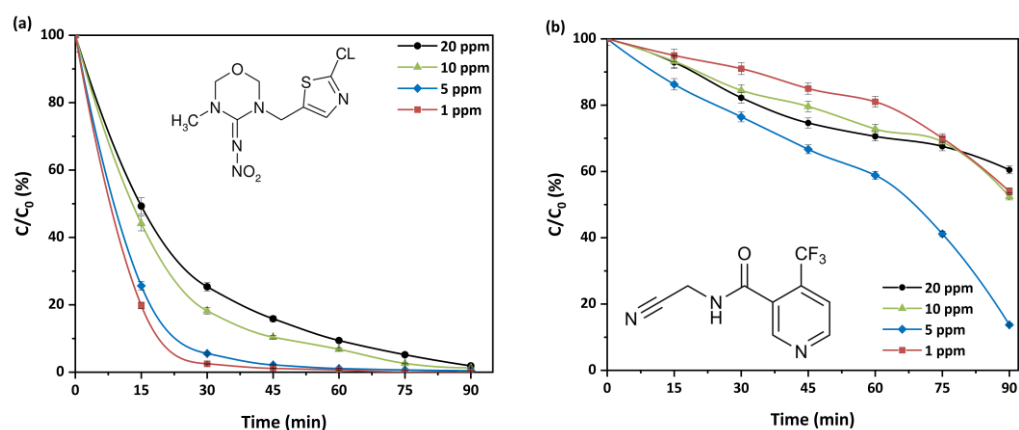 (a)
C/C₀ (%)
100
80
60
40
20
0
0 15 30 45 60 75 90
Time (min)
20 ppm
10 ppm
5 ppm
1 ppm
CL
O
S
N
N
N
H₃C
N
NO₂
(b)
C/C₀ (%)
100
80
60
40
20
0
0 15 30 45 60 75 90
Time (min)
O
CF₃
N
N
H
N
20 ppm
10 ppm
5 ppm
1 ppm